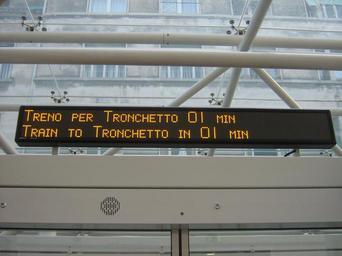 Treno per Tronchetto 01 min
Train to Tronchetto in 01 min